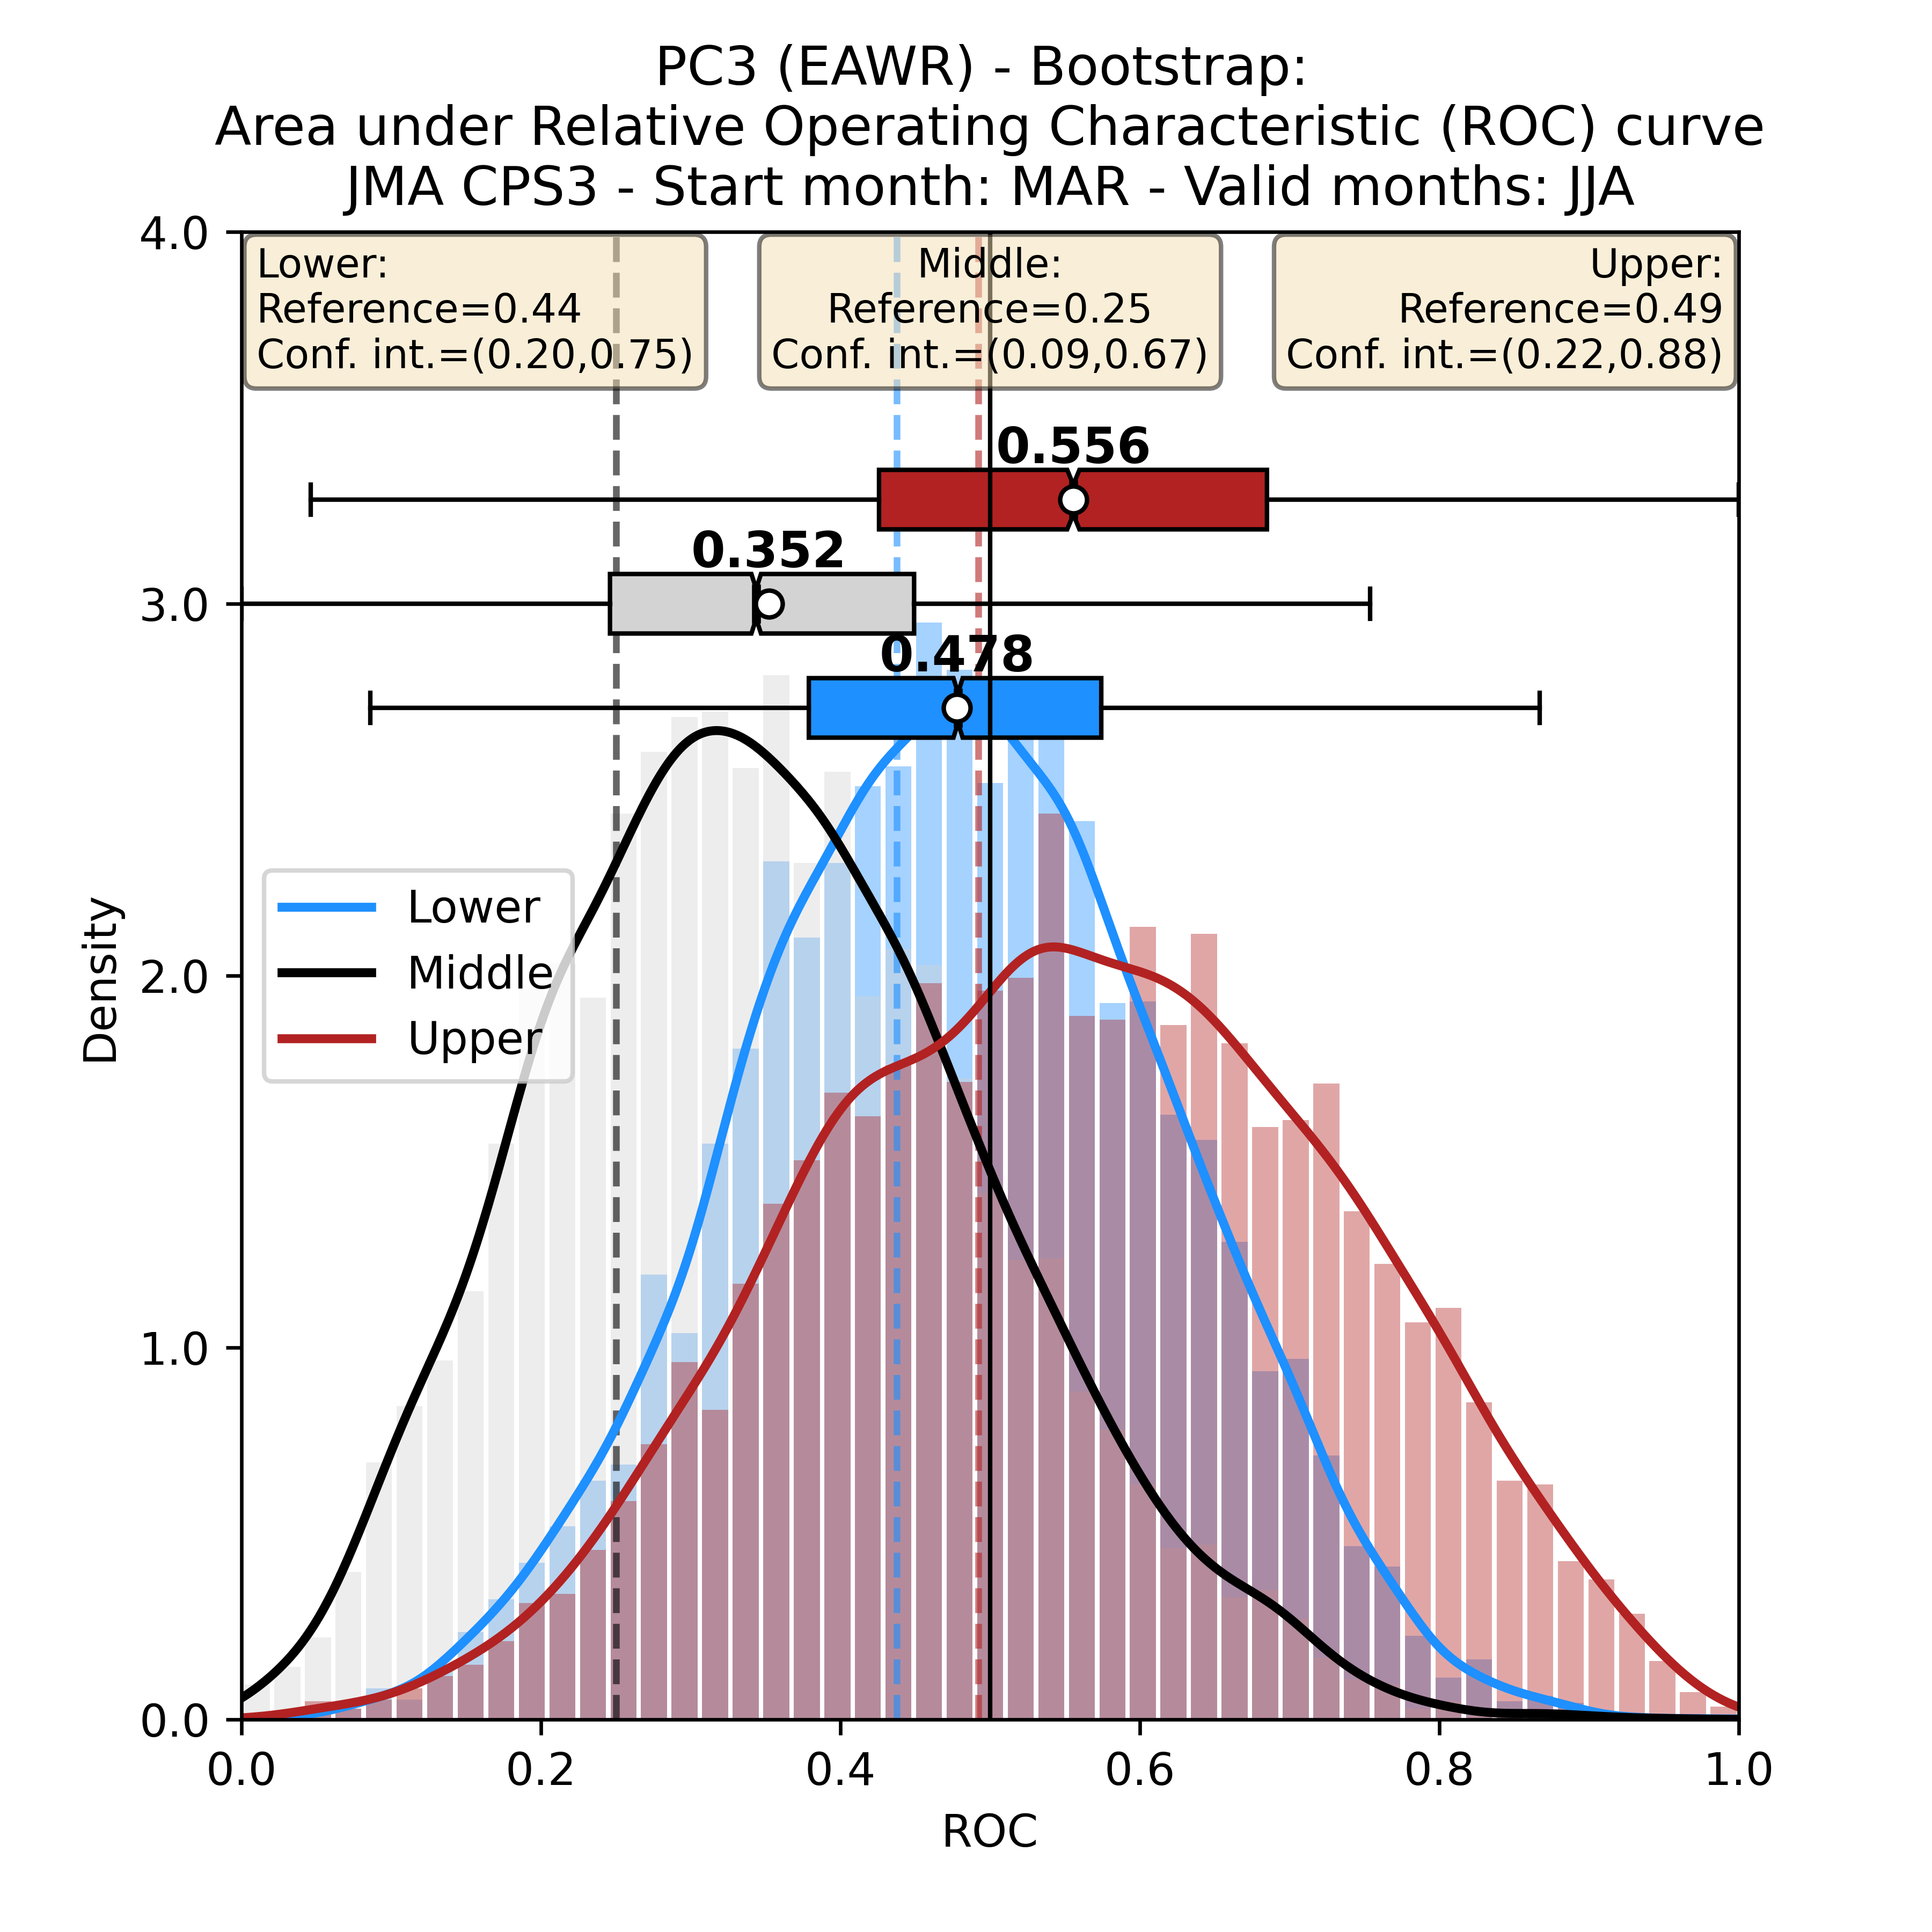 PC3 (EAWR) - Bootstrap:
Area under Relative Operating Characteristic (ROC) curve
JMA CPS3 - Start month: MAR - Valid months: JJA
4.0
3.0
2.0
1.0
0.0
Density
Lower:
Reference=0.44
Conf. int.=(0.20,0.75)
Middle:
Reference=0.25
Conf. int.=(0.09,0.67)
Upper:
Reference=0.49
Conf. int.=(0.22,0.88)
0.556
0.352
0.478
Lower
Middle
Upper
0.0 0.2 0.4 0.6 0.8 1.0
ROC